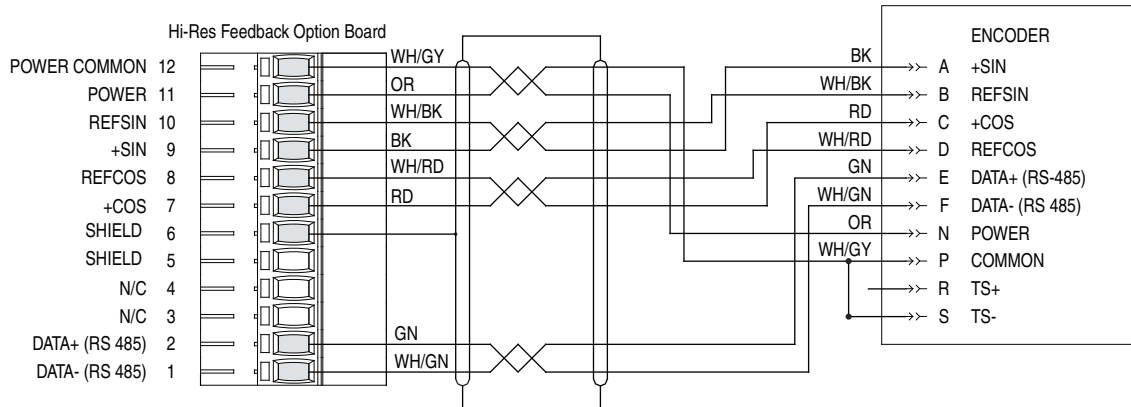 Hi-Res Feedback Option Board
POWER COMMON 12
POWER 11
REFSIN 10
+SIN 9
REFCOS 8
+COS 7
SHIELD 6
SHIELD 5
N/C 4
N/C 3
DATA+ (RS 485) 2
DATA- (RS 485) 1
WH/GY
OR
WH/BK
BK
WH/RD
RD
GN
WH/GN
BK
WH/BK
RD
WH/RD
GN
WH/GN
OR
WH/GY
ENCODER
A +SIN
B REFSIN
C +COS
D REFCOS
E DATA+ (RS-485)
F DATA- (RS 485)
N POWER
P COMMON
R TS+
S TS-